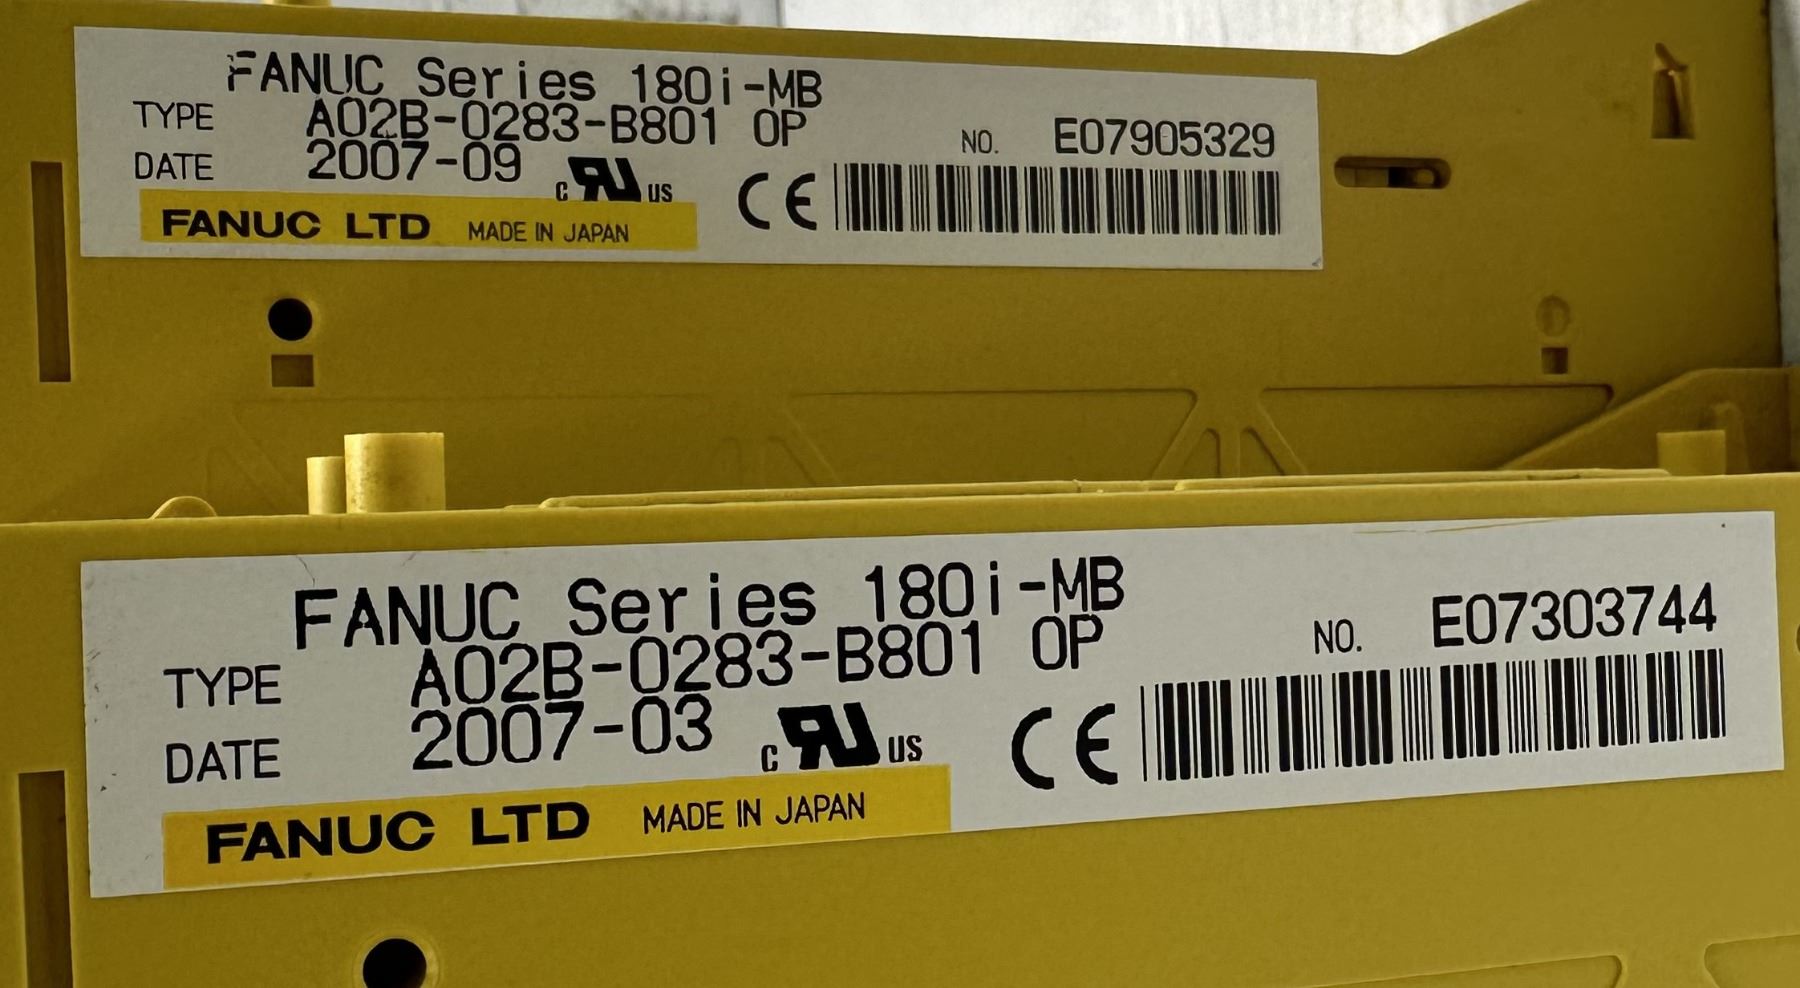 FANUC Series 180i-MB
TYPE A02B-0283-B801 OP
NO. E07905329
DATE 2007-09
c RU US
CE
FANUC LTD MADE IN JAPAN
FANUC Series 180i-MB
TYPE A02B-0283-B801 OP
NO. E07303744
DATE 2007-03
c RU US
CE
FANUC LTD MADE IN JAPAN